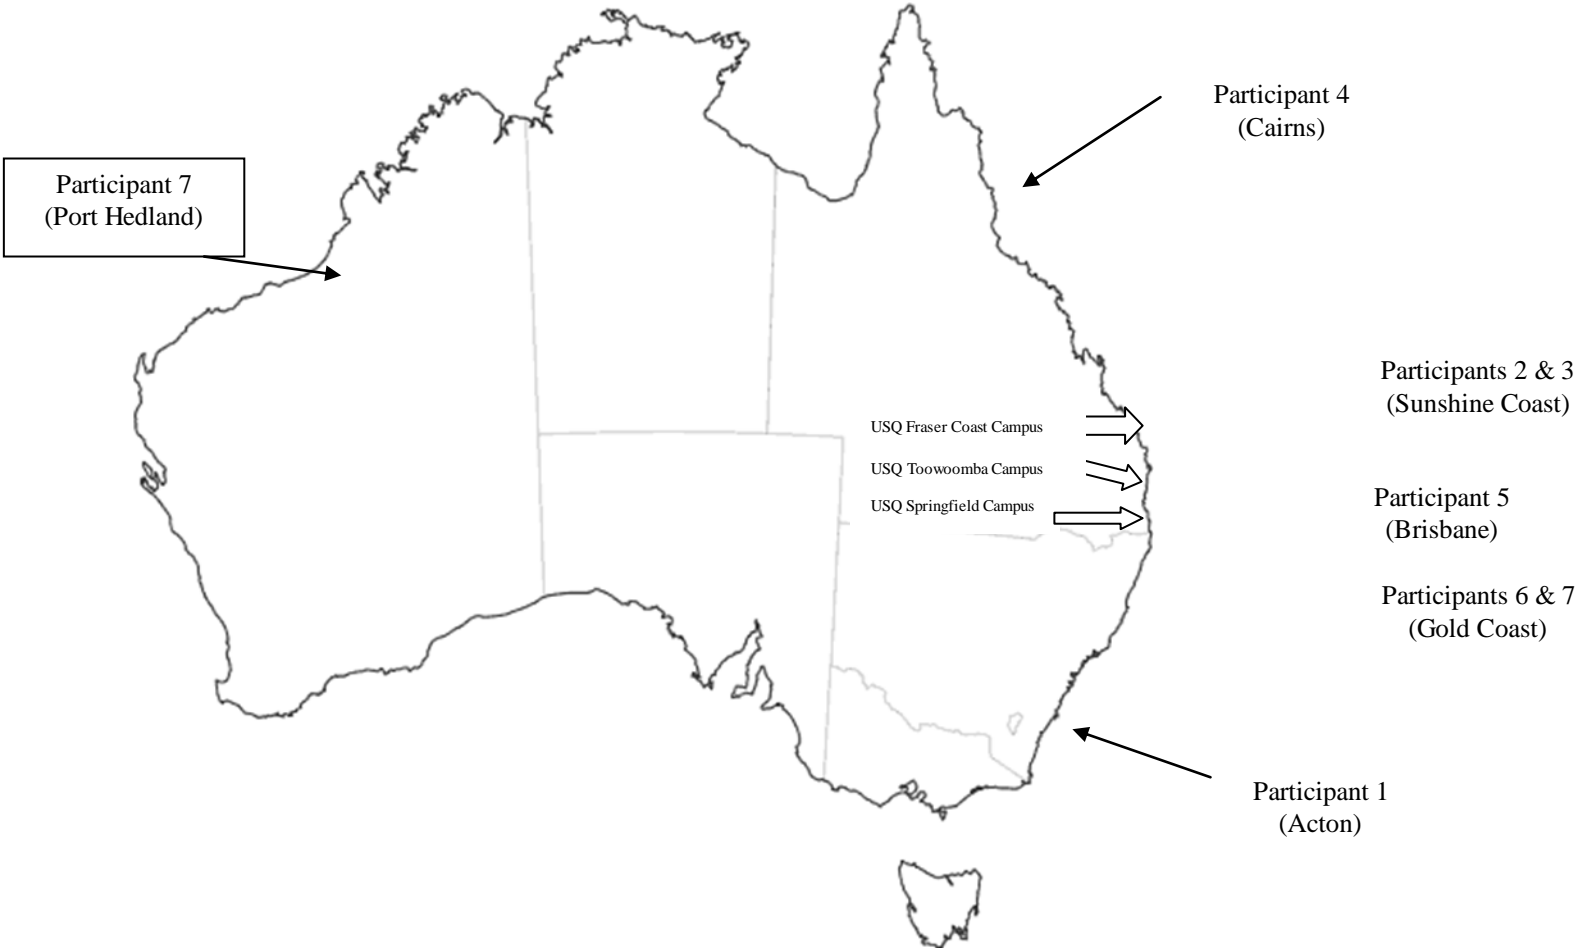 Participant 4
(Cairns)
Participant 7
(Port Hedland)
Participants 2 & 3
(Sunshine Coast)
USQ Fraser Coast Campus
USQ Toowoomba Campus
USQ Springfield Campus
Participant 5
(Brisbane)
Participants 6 & 7
(Gold Coast)
Participant 1
(Acton)